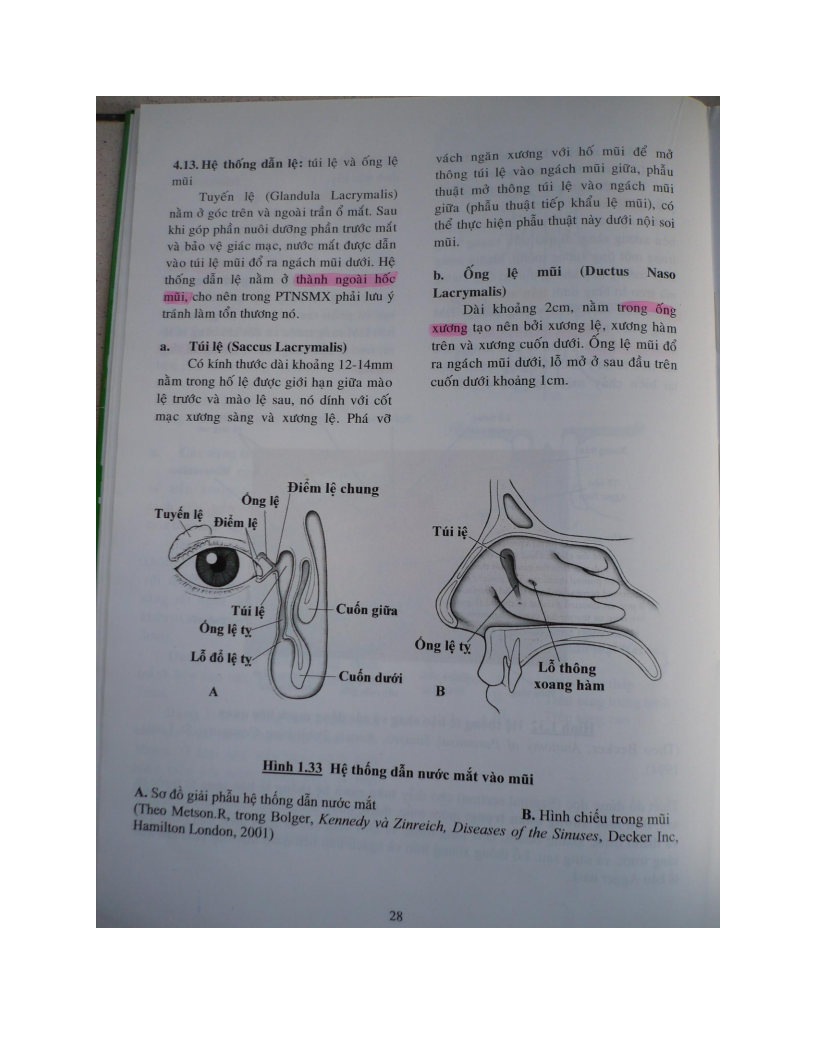 4.13. Hệ thống dẫn lệ: túi lệ và ống lệ
mũi
Tuyến lệ (Glandula Lacrymalis)
nằm ở góc trên và ngoài trần ổ mắt. Sau
khi góp phần nuôi dưỡng phần trước mắt
và bảo vệ giác mạc, nước mắt được dẫn
vào túi lệ mũi đổ ra ngách mũi dưới. Hệ
thống dẫn lệ nằm ở thành ngoài hốc
mũi, cho nên trong PTNSMX phải lưu ý
tránh làm tổn thương nó.
a. Túi lệ (Saccus Lacrymalis)
Có kính thước dài khoảng 12-14mm
nằm trong hố lệ được giới hạn giữa mào
lệ trước và mào lệ sau, nó dính với cốt
mạc xương sàng và xương lệ. Phá vỡ
vách ngăn xương với hố mũi để mở
thông túi lệ vào ngách mũi giữa, phẫu
thuật mở thông túi lệ vào ngách mũi
giữa (phẫu thuật tiếp khẩu lệ mũi), có
thể thực hiện phẫu thuật này dưới nội soi
mũi.
b. Ống lệ mũi (Ductus Naso
Lacrymalis)
Dài khoảng 2cm, nằm trong ống
xương tạo nên bởi xương lệ, xương hàm
trên và xương cuốn dưới. Ống lệ mũi đổ
ra ngách mũi dưới, lỗ mở ở sau đầu trên
cuốn dưới khoảng 1cm.
Điểm lệ chung
Ống lệ
Tuyến lệ
Điểm lệ
Túi lệ
Cuốn giữa
Ống lệ tỵ
Lỗ đổ lệ tỵ
Cuốn dưới
A
Túi iệ
Ống lệ tỵ
Lỗ thông
xoang hàm
B
Hình 1.33 Hệ thống dẫn nước mắt vào mũi
A. Sơ đồ giải phẫu hệ thống dẫn nước mắt
B. Hình chiếu trong mũi
(Theo Metson.R, trong Bolger, Kennedy và Zinreich, Diseases of the Sinuses, Decker Inc,
Hamilton London, 2001)
28